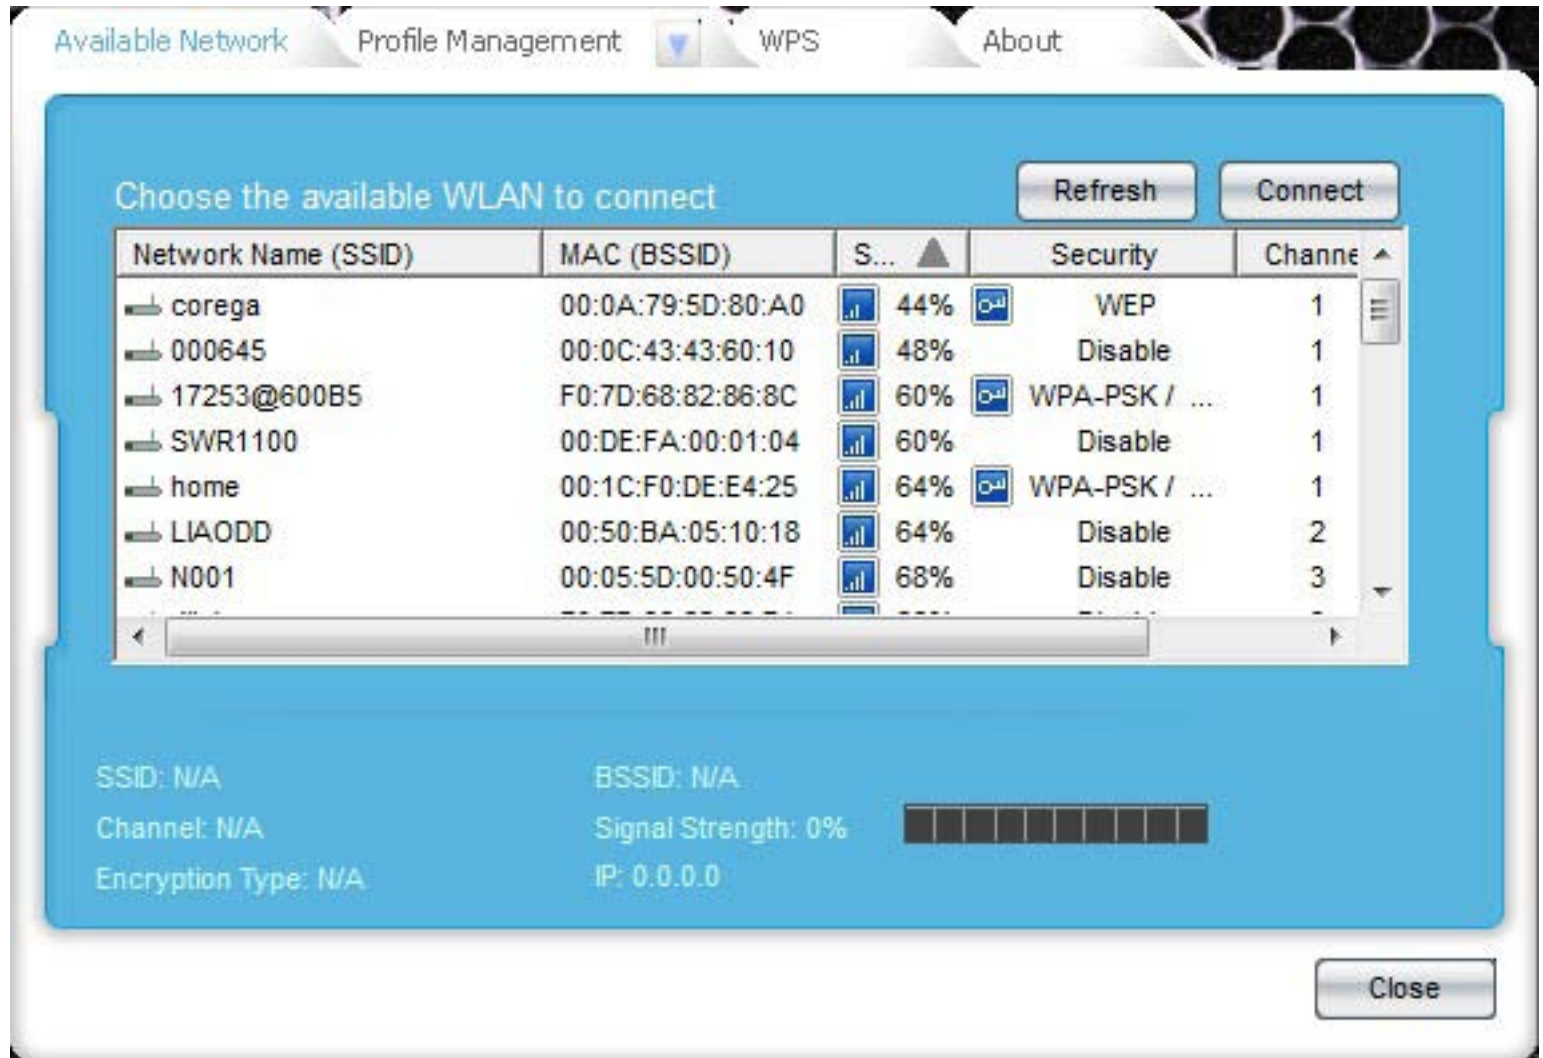 Available Network Profile Management WPS About
Choose the available WLAN to connect Refresh Connect
Network Name (SSID) MAC (BSSID) S... Security Channe
corega 00:0A:79:5D:80:A0 44% WEP 1
000645 00:0C:43:43:60:10 48% Disable 1
17253@600B5 F0:7D:68:82:86:8C 60% WPA-PSK / ... 1
SWR1100 00:DE:FA:00:01:04 60% Disable 1
home 00:1C:F0:DE:E4:25 64% WPA-PSK / ... 1
LIAODD 00:50:BA:05:10:18 64% Disable 2
N001 00:05:5D:00:50:4F 68% Disable 3
SSID: N/A BSSID: N/A
Channel: N/A Signal Strength: 0%
Encryption Type: N/A IP: 0.0.0.0
Close